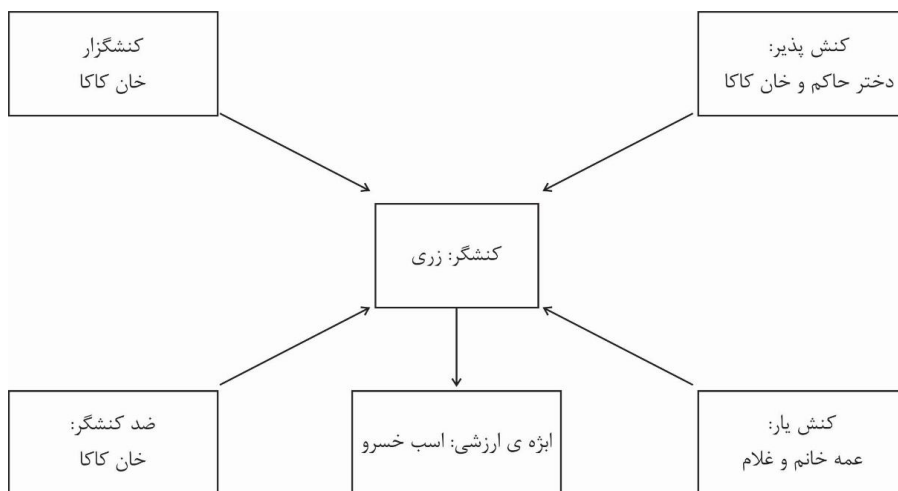 کنش پذیر:
دختر حاکم و خان کاکا
کنشگزار
خان کاکا
کنشگر: زری
کنش یار:
عمه خانم و غلام
ابژه ی ارزشی: اسب خسرو
ضد کنشگر:
خان کاکا